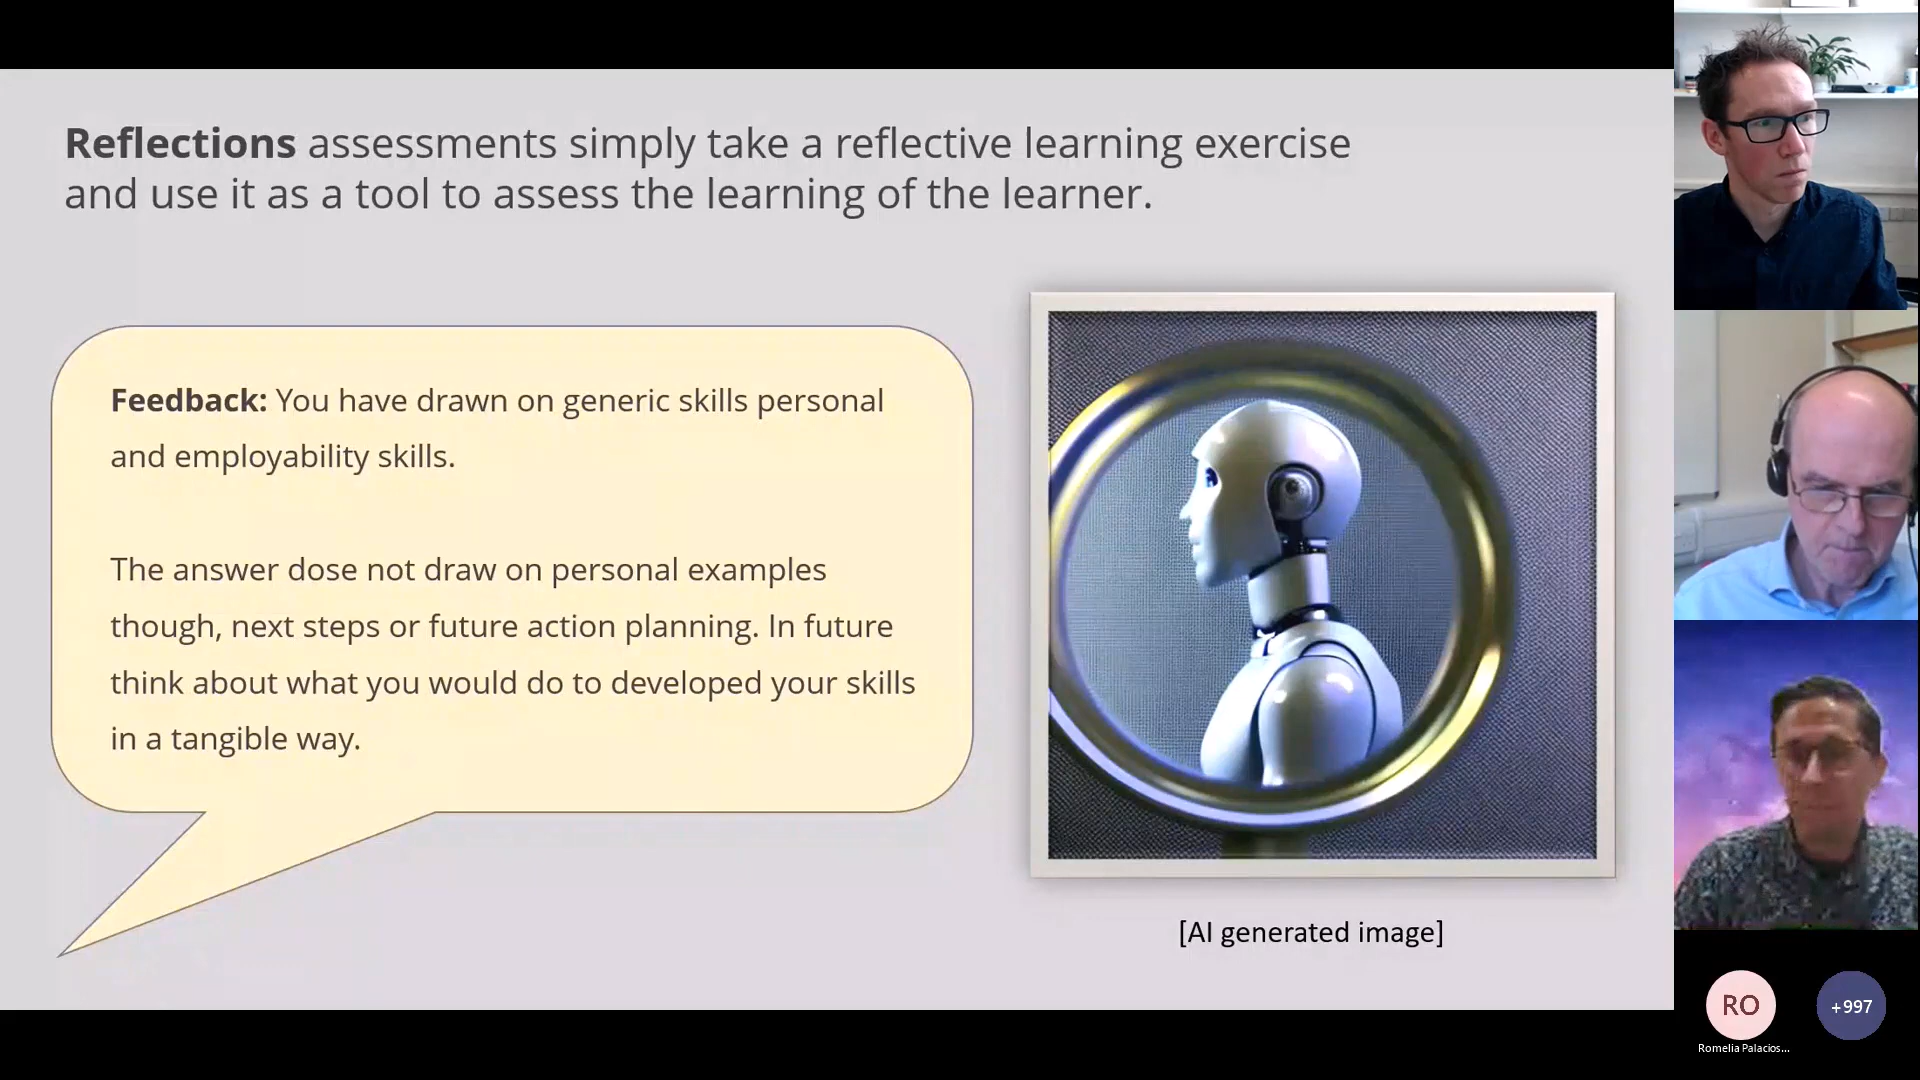 Reflections assessments simply take a reflective learning exercise
and use it as a tool to assess the learning of the learner.
Feedback: You have drawn on generic skills personal
and employability skills.
The answer dose not draw on personal examples
though, next steps or future action planning. In future
think about what you would do to developed your skills
in a tangible way.
[AI generated image]
RO
+997
Romelia Palacios...